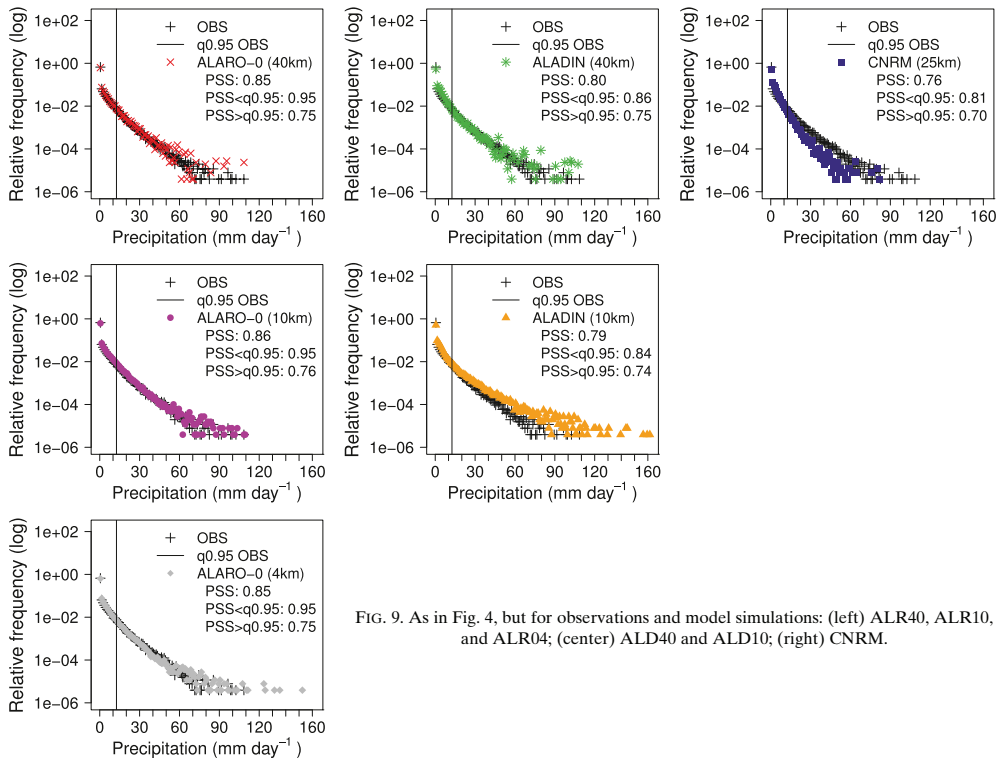 Relative frequency (log)
1e+02
1e+00
1e−02
1e−04
1e−06
OBS
q0.95 OBS
ALARO−0 (40km)
PSS: 0.85
PSS<q0.95: 0.95
PSS>q0.95: 0.75
0 30 60 90 120 160
Precipitation (mm day−1 )
Relative frequency (log)
1e+02
1e+00
1e−02
1e−04
1e−06
OBS
q0.95 OBS
ALADIN (40km)
PSS: 0.80
PSS<q0.95: 0.86
PSS>q0.95: 0.75
0 30 60 90 120 160
Precipitation (mm day−1 )
Relative frequency (log)
1e+02
1e+00
1e−02
1e−04
1e−06
OBS
q0.95 OBS
CNRM (25km)
PSS: 0.76
PSS<q0.95: 0.81
PSS>q0.95: 0.70
0 30 60 90 120 160
Precipitation (mm day−1 )
Relative frequency (log)
1e+02
1e+00
1e−02
1e−04
1e−06
OBS
q0.95 OBS
ALARO−0 (10km)
PSS: 0.86
PSS<q0.95: 0.95
PSS>q0.95: 0.76
0 30 60 90 120 160
Precipitation (mm day−1 )
Relative frequency (log)
1e+02
1e+00
1e−02
1e−04
1e−06
OBS
q0.95 OBS
ALADIN (10km)
PSS: 0.79
PSS<q0.95: 0.84
PSS>q0.95: 0.74
0 30 60 90 120 160
Precipitation (mm day−1 )
Relative frequency (log)
1e+02
1e+00
1e−02
1e−04
1e−06
OBS
q0.95 OBS
ALARO−0 (4km)
PSS: 0.85
PSS<q0.95: 0.95
PSS>q0.95: 0.75
0 30 60 90 120 160
Precipitation (mm day−1 )
FIG. 9. As in Fig. 4, but for observations and model simulations: (left) ALR40, ALR10,
and ALR04; (center) ALD40 and ALD10; (right) CNRM.